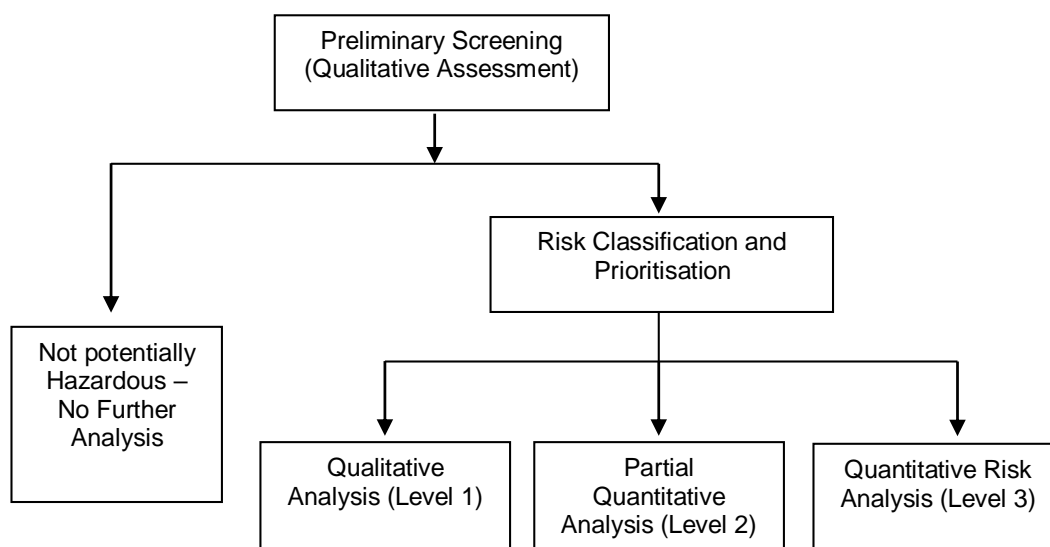 Preliminary Screening
(Qualitative Assessment)
Risk Classification and
Prioritisation
Not potentially
Hazardous –
No Further
Analysis
Qualitative
Analysis (Level 1)
Partial
Quantitative
Analysis (Level 2)
Quantitative Risk
Analysis (Level 3)